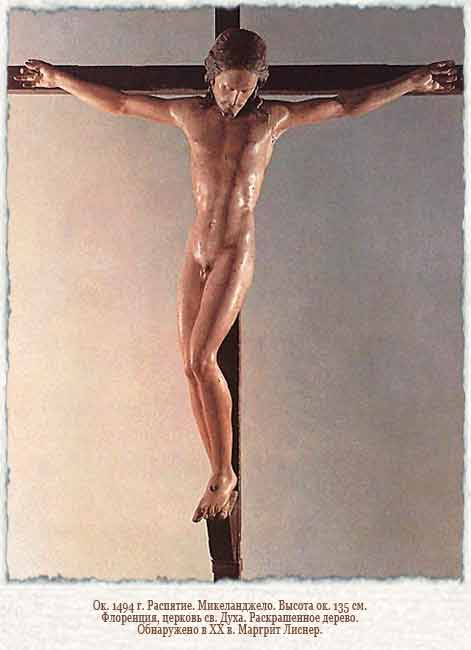 Ок. 1494 г. Распятие. Микеланджело. Высота ок. 135 см.
Флоренция, церковь св. Духа. Раскрашенное дерево.
Обнаружено в XX в. Маргрит Лиснер.